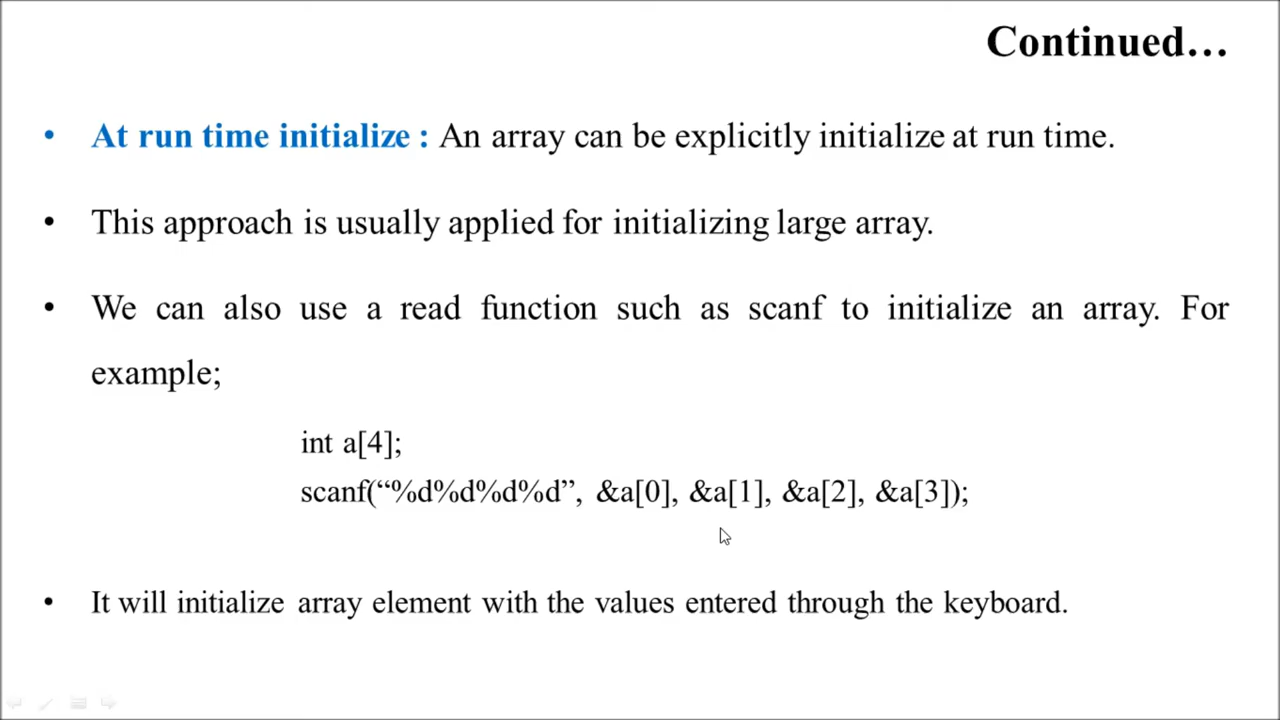 Continued…
• At run time initialize : An array can be explicitly initialize at run time.
• This approach is usually applied for initializing large array.
• We can also use a read function such as scanf to initialize an array. For
example;
int a[4];
scanf(“%d%d%d%d”, &a[0], &a[1], &a[2], &a[3]);
• It will initialize array element with the values entered through the keyboard.